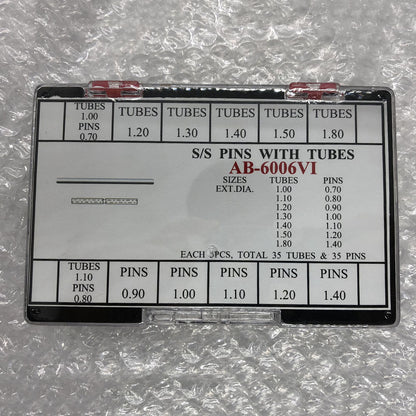 TUBES 1.00 PINS 0.70
TUBES 1.20
TUBES 1.30
TUBES 1.40
TUBES 1.50
TUBES 1.80
S/S PINS WITH TUBES
AB-6006VI
SIZES TUBES PINS
EXT.DIA. 1.00 0.70
1.10 0.80
1.20 0.90
1.30 1.00
1.40 1.10
1.50 1.20
1.80 1.40
EACH 5PCS, TOTAL 35 TUBES & 35 PINS
TUBES 1.10 PINS 0.80
PINS 0.90
PINS 1.00
PINS 1.10
PINS 1.20
PINS 1.40